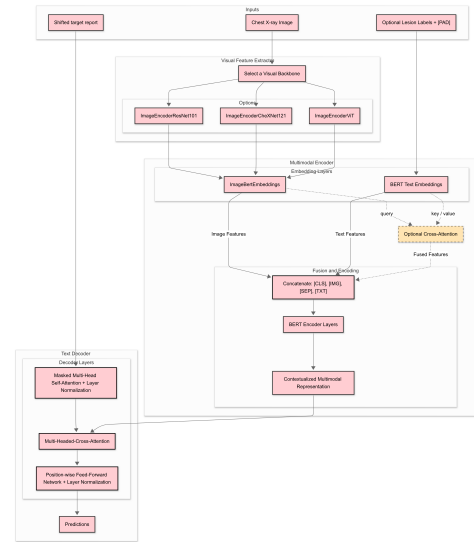 Inputs
Shifted target report
Chest X-ray Image
Optional Lesion Labels + [PAD]
Visual Feature Extractor
Select a Visual Backbone
Options
ImageEncoderResNet101
ImageEncoderCheXNet121
ImageEncoderViT
Multimodal Encoder
Embedding Layers
ImageBertEmbeddings
BERT Text Embeddings
query
key / value
Optional Cross-Attention
Image Features
Text Features
Fused Features
Fusion and Encoding
Concatenate: [CLS], [IMG],
[SEP], [TXT]
BERT Encoder Layers
Contextualized Multimodal
Representation
Text Decoder
Decoder Layers
Masked Multi-Head
Self-Attention + Layer
Normalization
Multi-Headed-Cross-Attention
Position-wise Feed-Forward
Network + Layer Normalization
Predictions